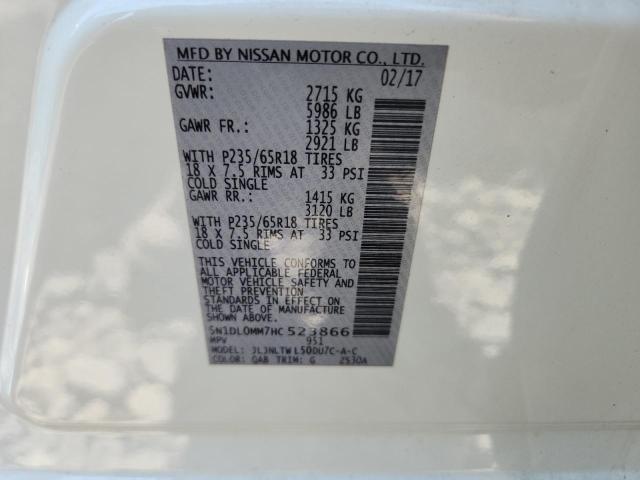 MFD BY NISSAN MOTOR CO., LTD.
DATE: 02/17
GVWR: 2715 KG
5986 LB
GAWR FR.: 1325 KG
2921 LB
WITH P235/65R18 TIRES
18 X 7.5 RIMS AT 33 PSI
COLD SINGLE
GAWR RR.: 1415 KG
3120 LB
WITH P235/65R18 TIRES
18 X 7.5 RIMS AT 33 PSI
COLD SINGLE
THIS VEHICLE CONFORMS TO
ALL APPLICABLE FEDERAL
MOTOR VEHICLE SAFETY AND
THEFT PREVENTION
STANDARDS IN EFFECT ON
THE DATE OF MANUFACTURE
SHOWN ABOVE.
5N1DL0MM7HC 523866
MPV 951
JL3NLTW L50DU7C-A-C
COLOR: QAB TRIM: G 2530A